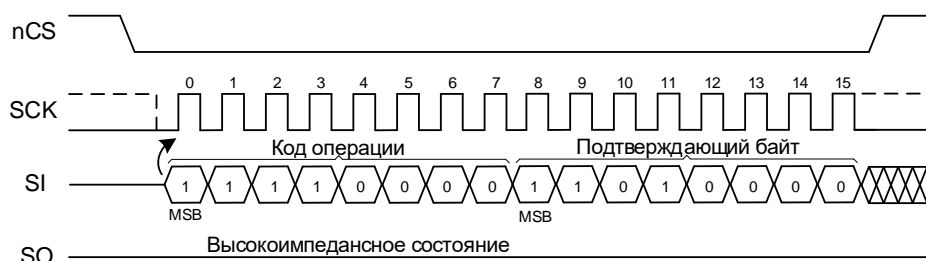 nCS
0 1 2 3 4 5 6 7 8 9 10 11 12 13 14 15
SCK
Код операции Подтверждающий байт
SI 1 1 1 1 0 0 0 0 1 1 0 1 0 0 0 0
MSB MSB
Высокоимпедансное состояние
SO